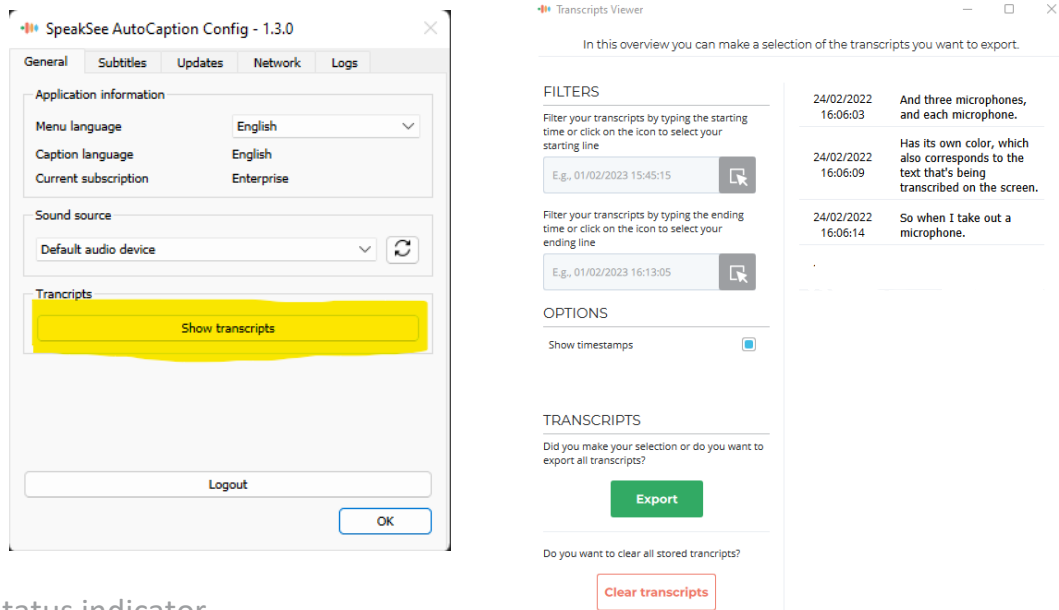 SpeakSee AutoCaption Config - 1.3.0
General Subtitles Updates Network Logs
Application information
Menu language English
Caption language English
Current subscription Enterprise
Sound source
Default audio device
Trancripts
Show transcripts
Logout
OK
Transcripts Viewer
In this overview you can make a selection of the transcripts you want to export.
FILTERS
Filter your transcripts by typing the starting
time or click on the icon to select your
starting line
E.g., 01/02/2023 15:45:15
Filter your transcripts by typing the ending
time or click on the icon to select your
ending line
E.g., 01/02/2023 16:13:05
OPTIONS
Show timestamps
TRANSCRIPTS
Did you make your selection or do you want to
export all transcripts?
Export
Do you want to clear all stored trancripts?
Clear transcripts
24/02/2022 And three microphones,
16:06:03 and each microphone.
Has its own color, which
24/02/2022 also corresponds to the
16:06:09 text that's being
transcribed on the screen.
24/02/2022 So when I take out a
16:06:14 microphone.
.
indicator